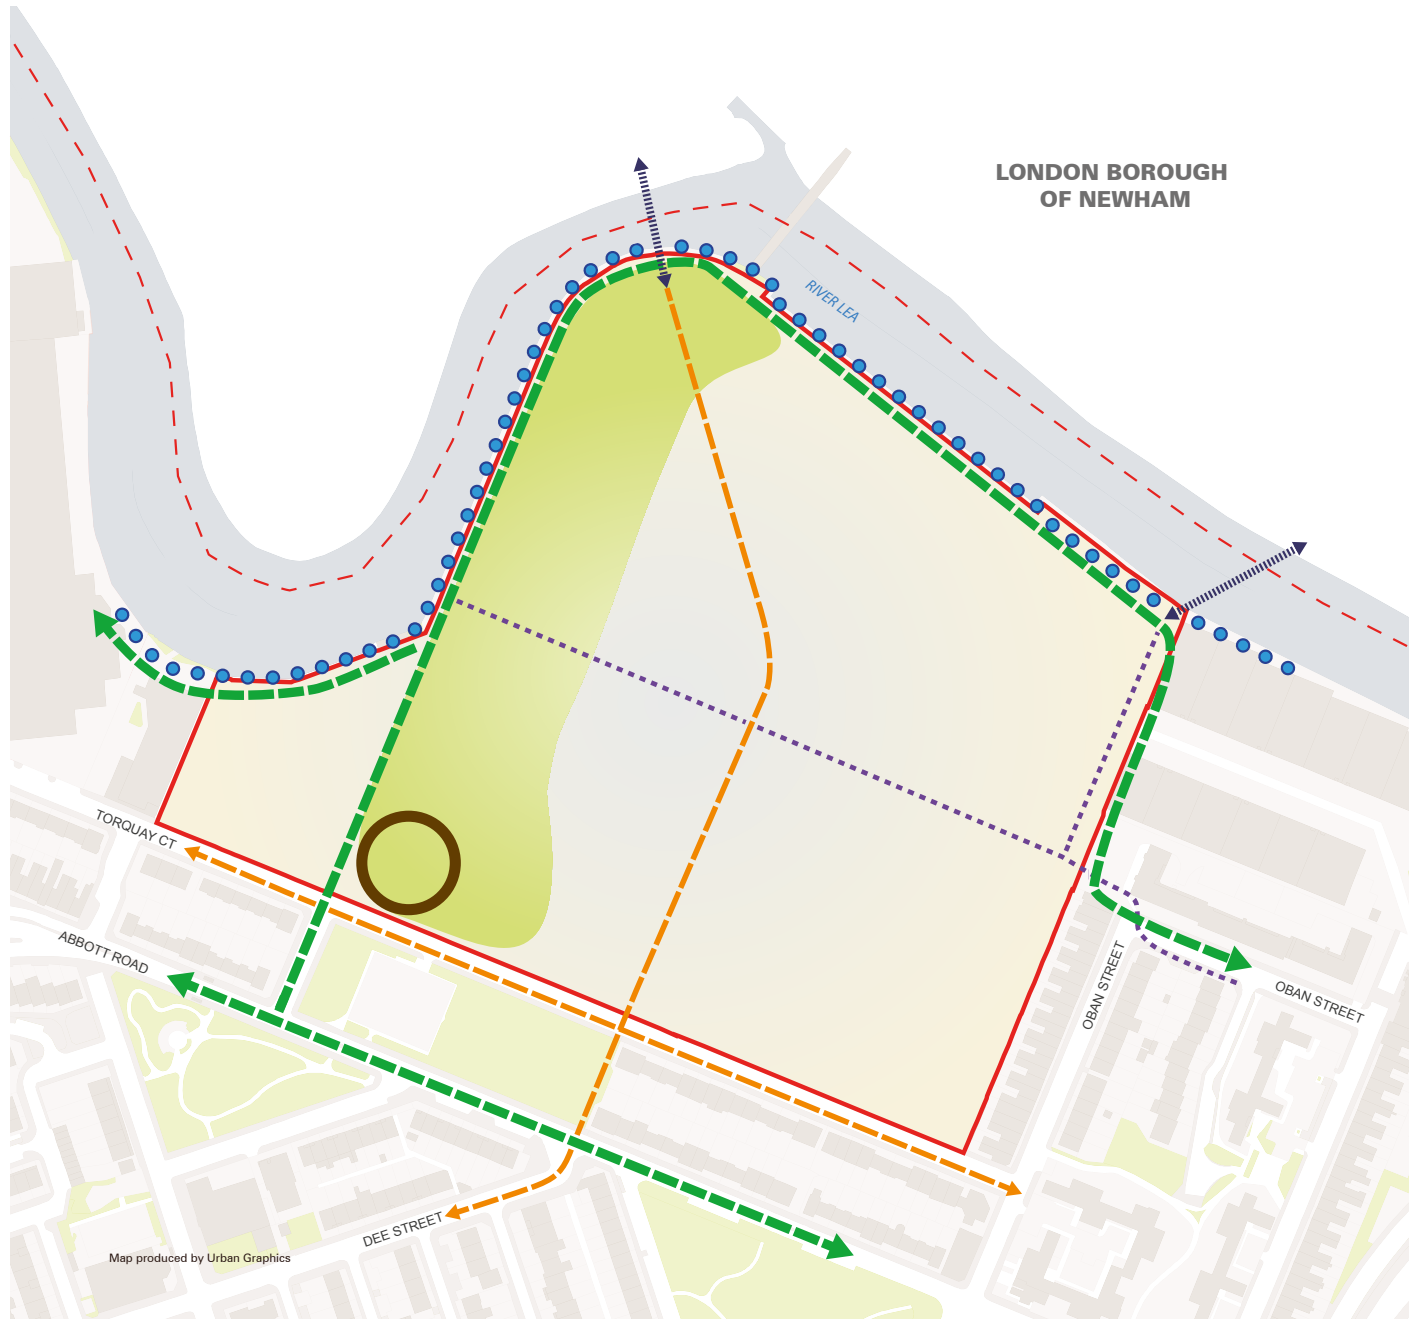 LONDON BOROUGH
OF NEWHAM
RIVER LEA
TORQUAY CT
ABBOTT ROAD
OBAN STREET
OBAN STREET
DEE STREET
Map produced by Urban Graphics